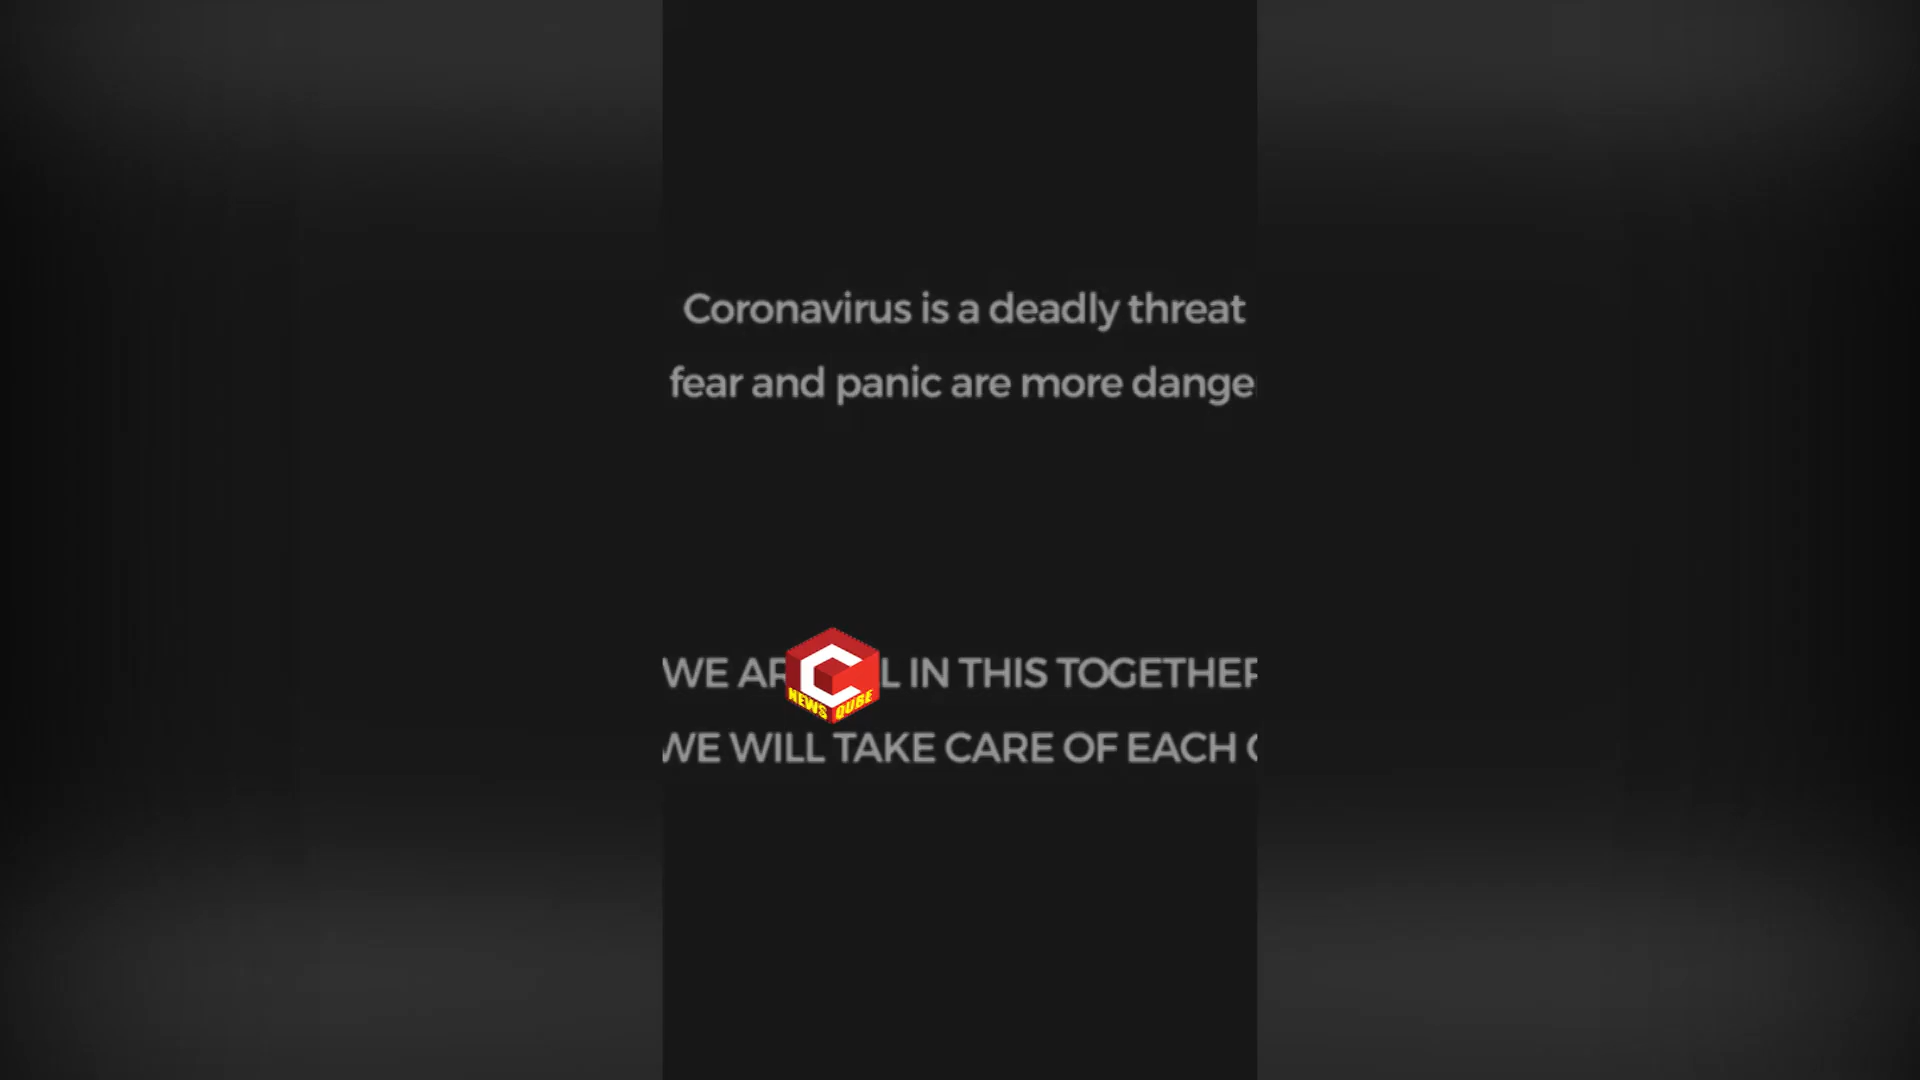 Coronavirus is a deadly threat
fear and panic are more dange
WE AR L IN THIS TOGETHER
NEWS QUBE
WE WILL TAKE CARE OF EACH